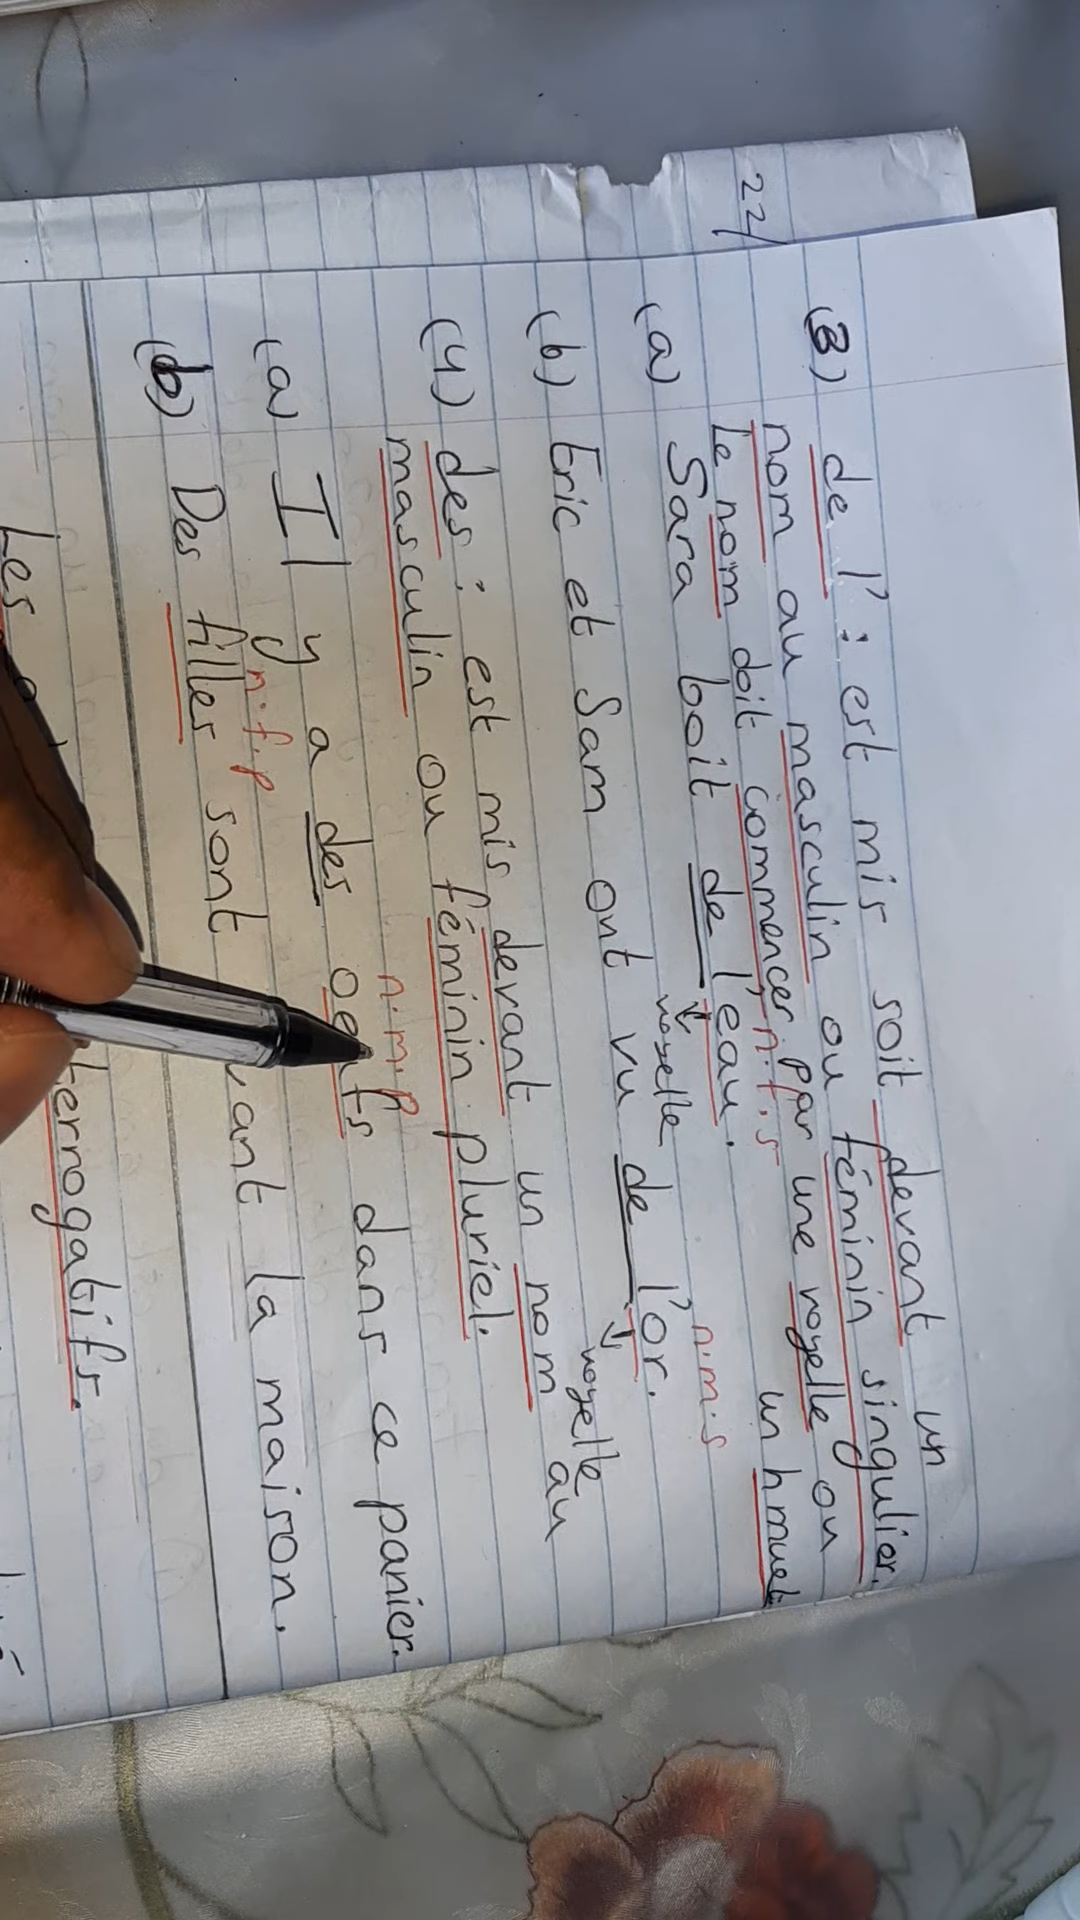 22/
(3) de l' : est mis soit devant un
nom au masculin ou féminin singulier.
Le nom doit commencer par une voyelle ou
n.f.s un h muet.
(a) Sara boit de l'eau.
voyelle n.m.s
(b) Eric et Sam ont vu de l'or.
voyelle
(4) des : est mis devant un nom au
masculin ou féminin pluriel.
n.m.p
(a) Il y a des oeufs dans ce panier.
n.f.p
(b) Des filles sont la maison.
Les